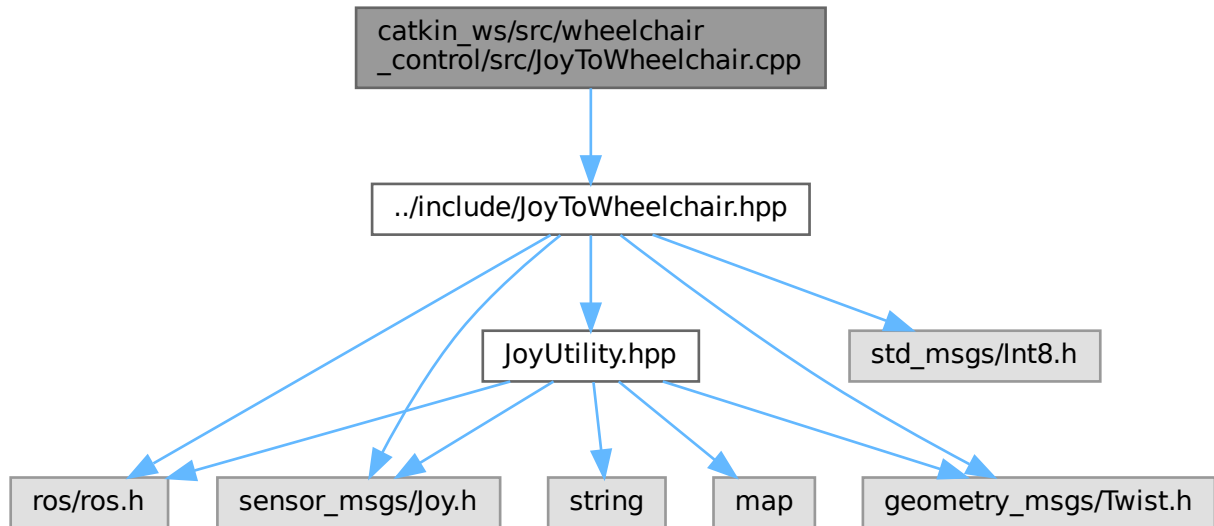 catkin_ws/src/wheelchair
_control/src/JoyToWheelchair.cpp
../include/JoyToWheelchair.hpp
JoyUtility.hpp
std_msgs/Int8.h
ros/ros.h
sensor_msgs/Joy.h
string
map
geometry_msgs/Twist.h